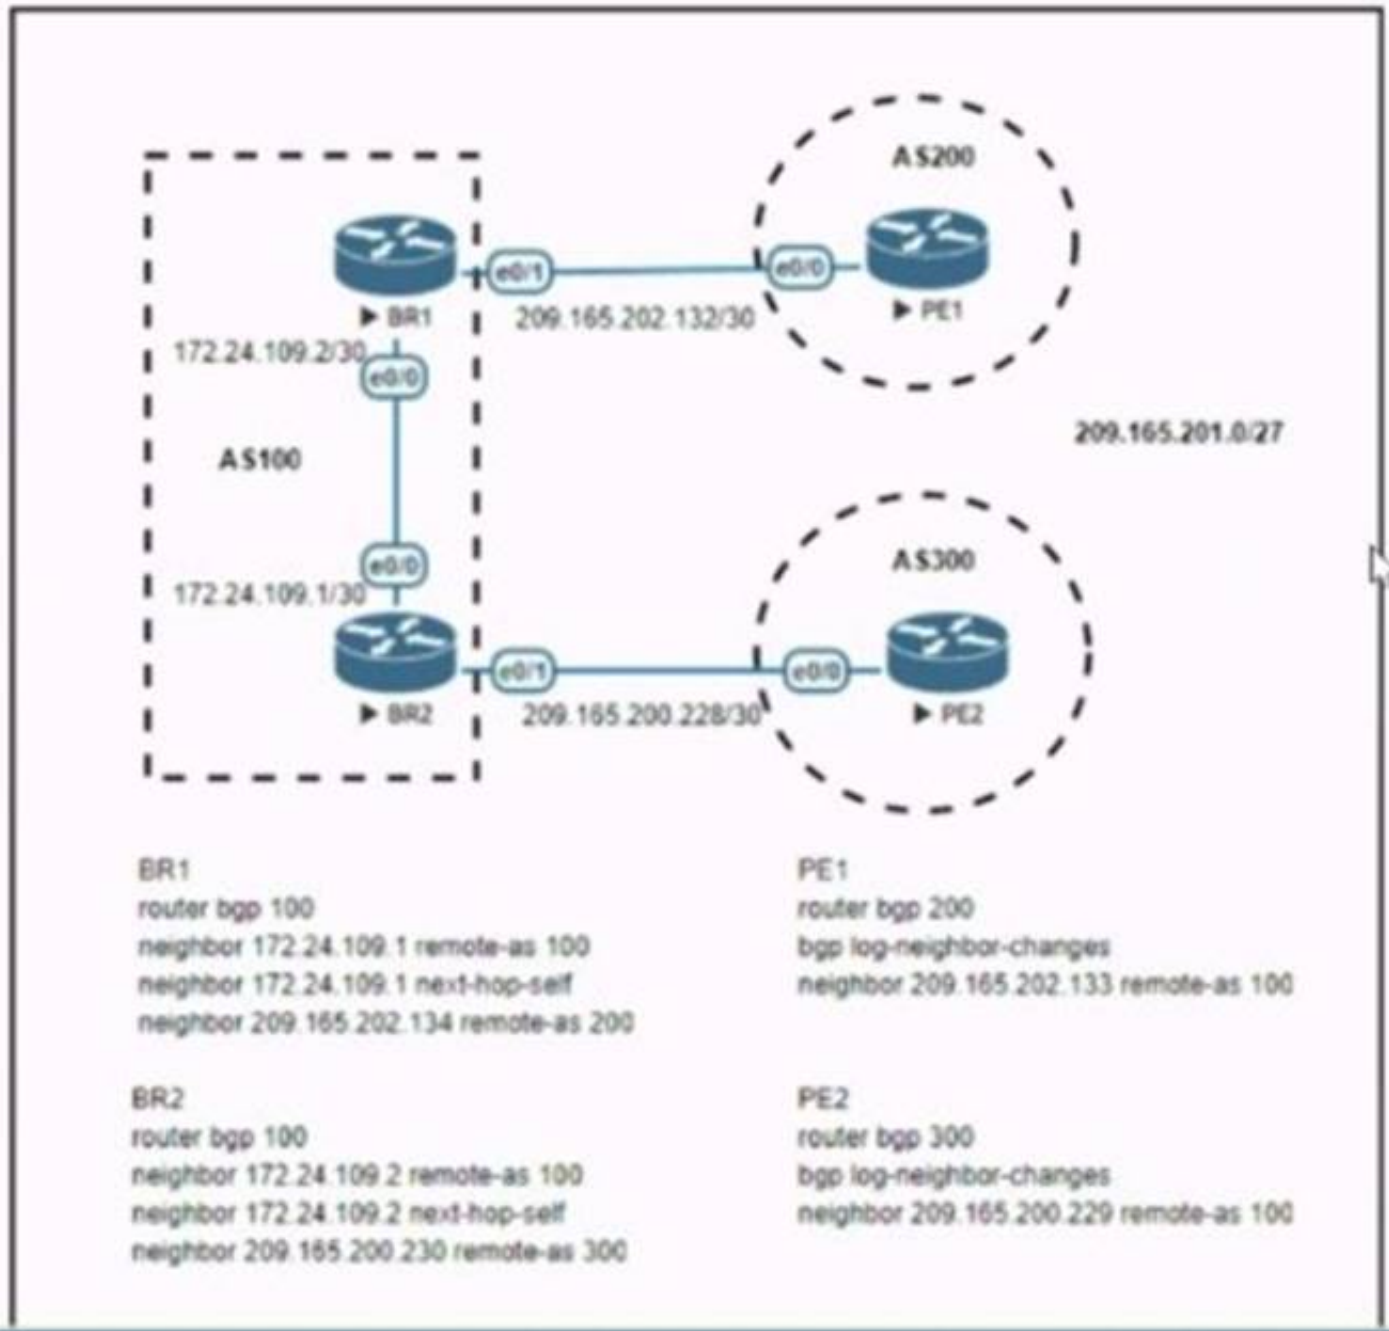 AS200
e0/1
e0/0
BR1
209.165.202.132/30
PE1
172.24.109.2/30
e0/0
209.165.201.0/27
AS100
AS300
e0/0
172.24.109.1/30
e0/1
e0/0
BR2
209.165.200.228/30
PE2
BR1
router bgp 100
neighbor 172.24.109.1 remote-as 100
neighbor 172.24.109.1 next-hop-self
neighbor 209.165.202.134 remote-as 200
PE1
router bgp 200
bgp log-neighbor-changes
neighbor 209.165.202.133 remote-as 100
BR2
router bgp 100
neighbor 172.24.109.2 remote-as 100
neighbor 172.24.109.2 next-hop-self
neighbor 209.165.200.230 remote-as 300
PE2
router bgp 300
bgp log-neighbor-changes
neighbor 209.165.200.229 remote-as 100